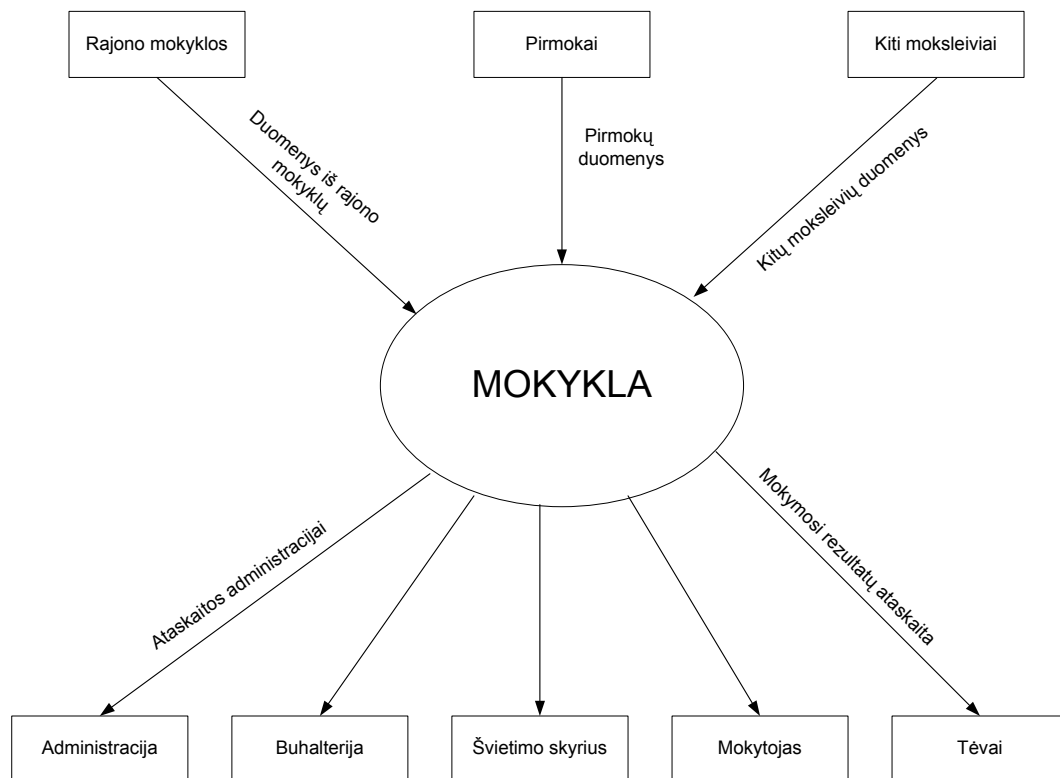 Rajono mokyklos
Pirmokai
Kiti moksleiviai
Duomenys iš rajono
mokyklų
Pirmokų
duomenys
Kitų moksleivių duomenys
MOKYKLA
Ataskaitos administracijai
Mokymosi rezultatų ataskaita
Administracija
Buhalterija
Švietimo skyrius
Mokytojas
Tėvai